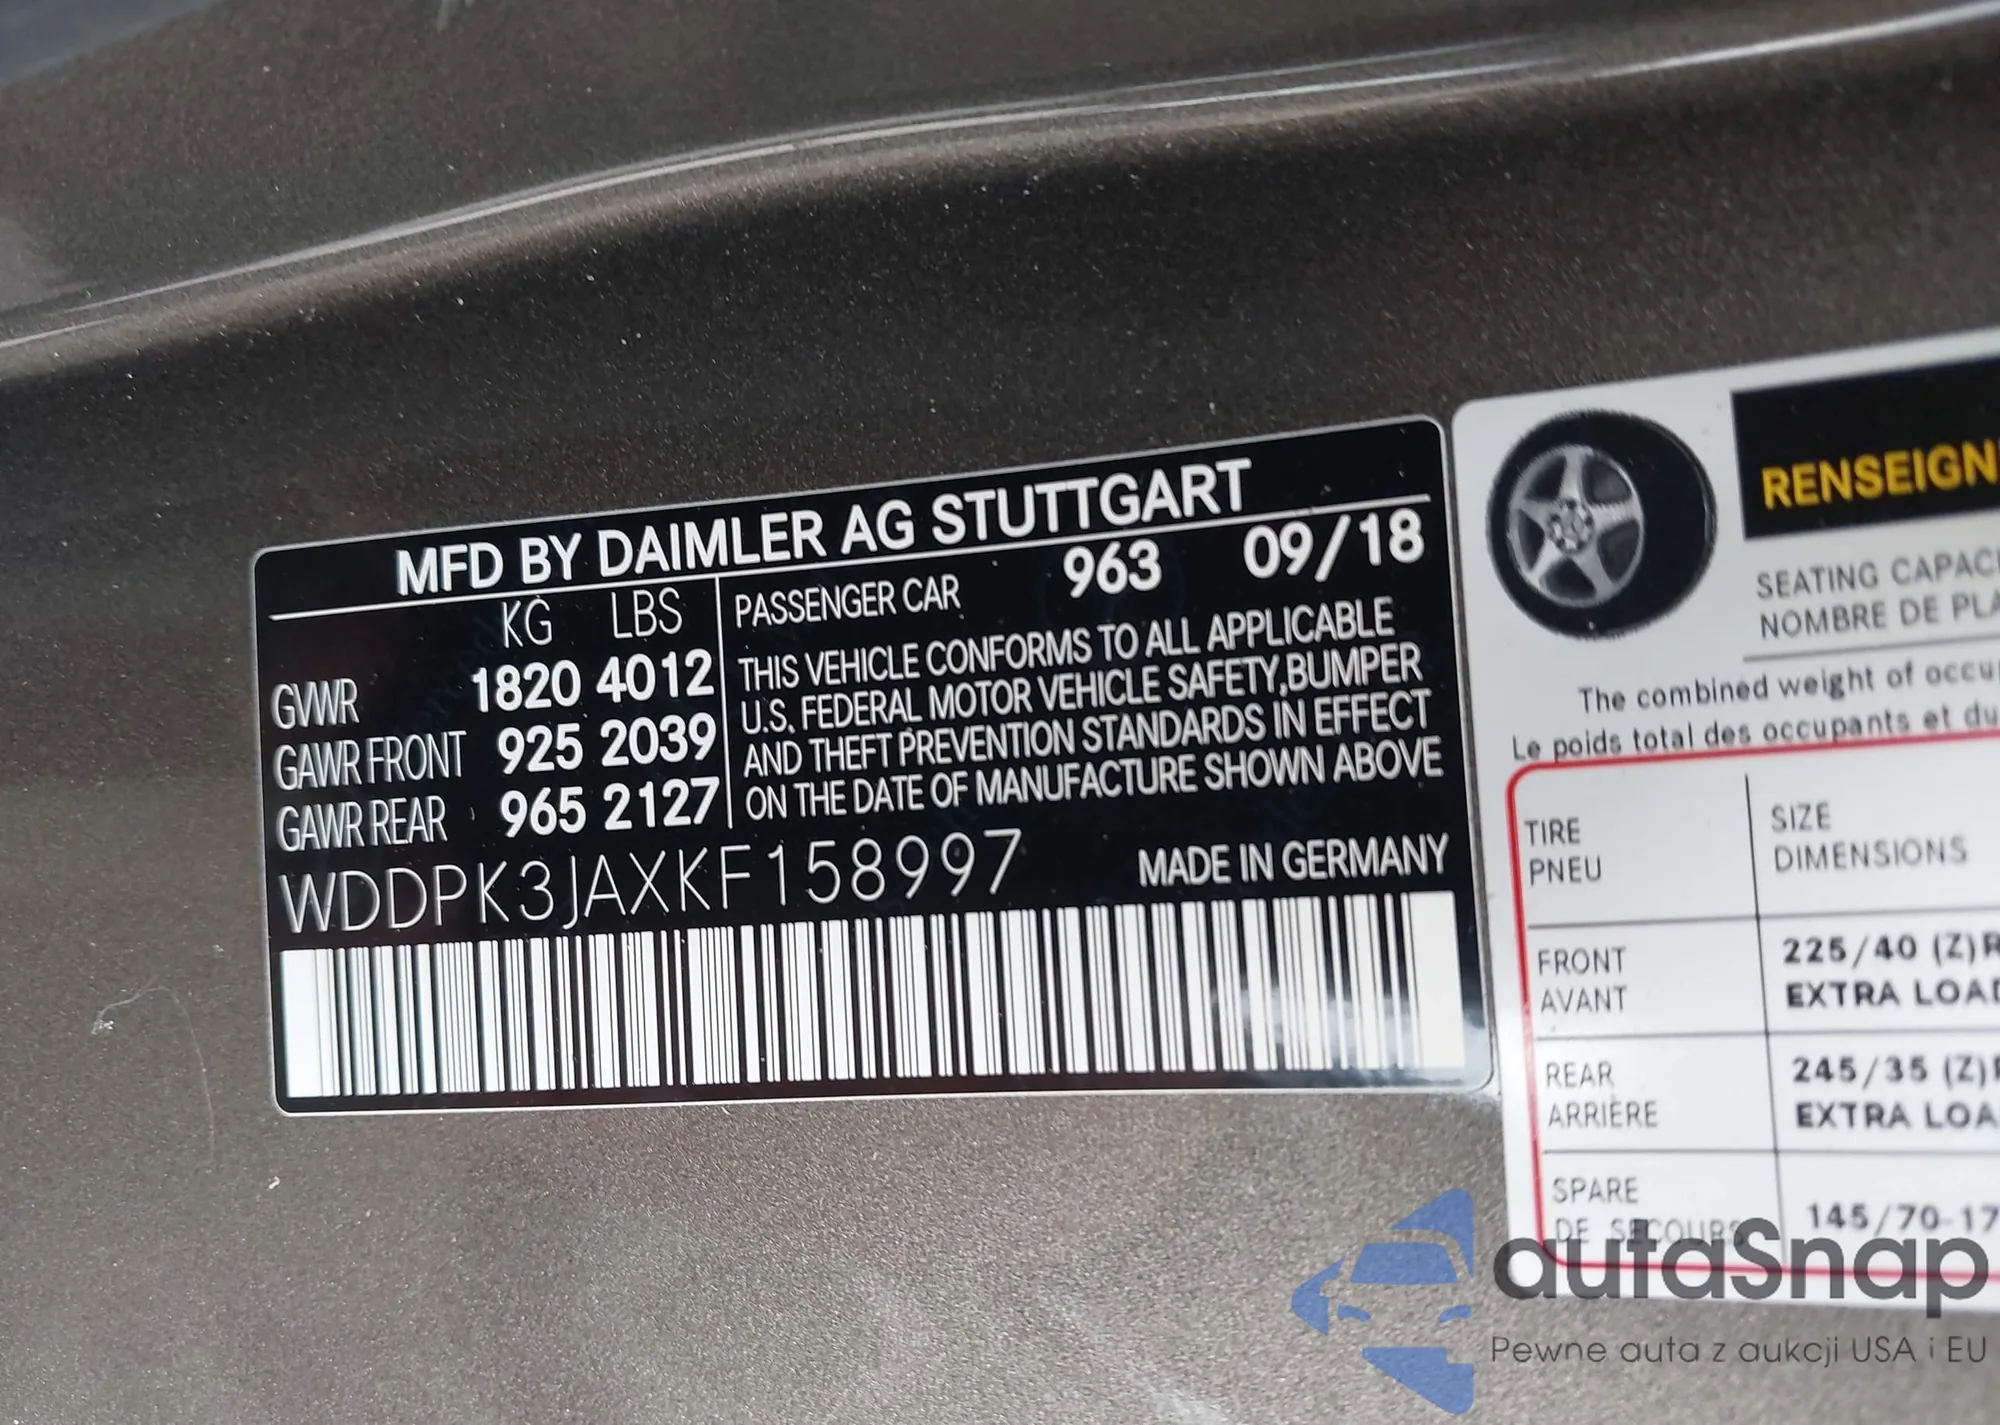 MFD BY DAIMLER AG STUTTGART
KG LBS
GVWR 1820 4012
GAWR FRONT 925 2039
GAWR REAR 965 2127
PASSENGER CAR 963 09/18
THIS VEHICLE CONFORMS TO ALL APPLICABLE
U.S. FEDERAL MOTOR VEHICLE SAFETY,BUMPER
AND THEFT PREVENTION STANDARDS IN EFFECT
ON THE DATE OF MANUFACTURE SHOWN ABOVE
WDDPK3JAXKF158997
MADE IN GERMANY
RENSEIGN
SEATING CAPAC
NOMBRE DE PLA
The combined weight of occu
Le poids total des occupants et du
TIRE
PNEU
SIZE
DIMENSIONS
FRONT
AVANT
225/40 (Z)R
EXTRA LOAD
REAR
ARRIÈRE
245/35 (Z)R
EXTRA LOA
SPARE
DE SECOURS
145/70-17
autaSnap
Pewne auta z aukcji USA i EU